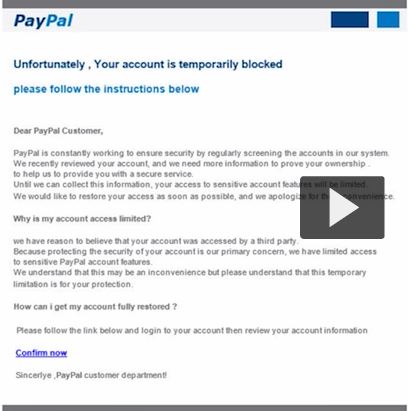 PayPal
Unfortunately , Your account is temporarily blocked
please follow the instructions below
Dear PayPal Customer,
PayPal is constantly working to ensure security by regularly screening the accounts in our system.
We recently reviewed your account, and we need more information to prove your ownership .
to help us to provide you with a secure service.
Until we can collect this information, your access to sensitive account features will be limited.
We would like to restore your access as soon as possible, and we apologize for the inconvenience.
Why is my account access limited?
we have reason to believe that your account was accessed by a third party.
Because protecting the security of your account is our primary concern, we have limited access
to sensitive PayPal account features.
We understand that this may be an inconvenience but please understand that this temporary
limitation is for your protection.
How can i get my account fully restored ?
Please follow the link below and login to your account then review your account information
Confirm now
Sincerlye ,PayPal customer department!